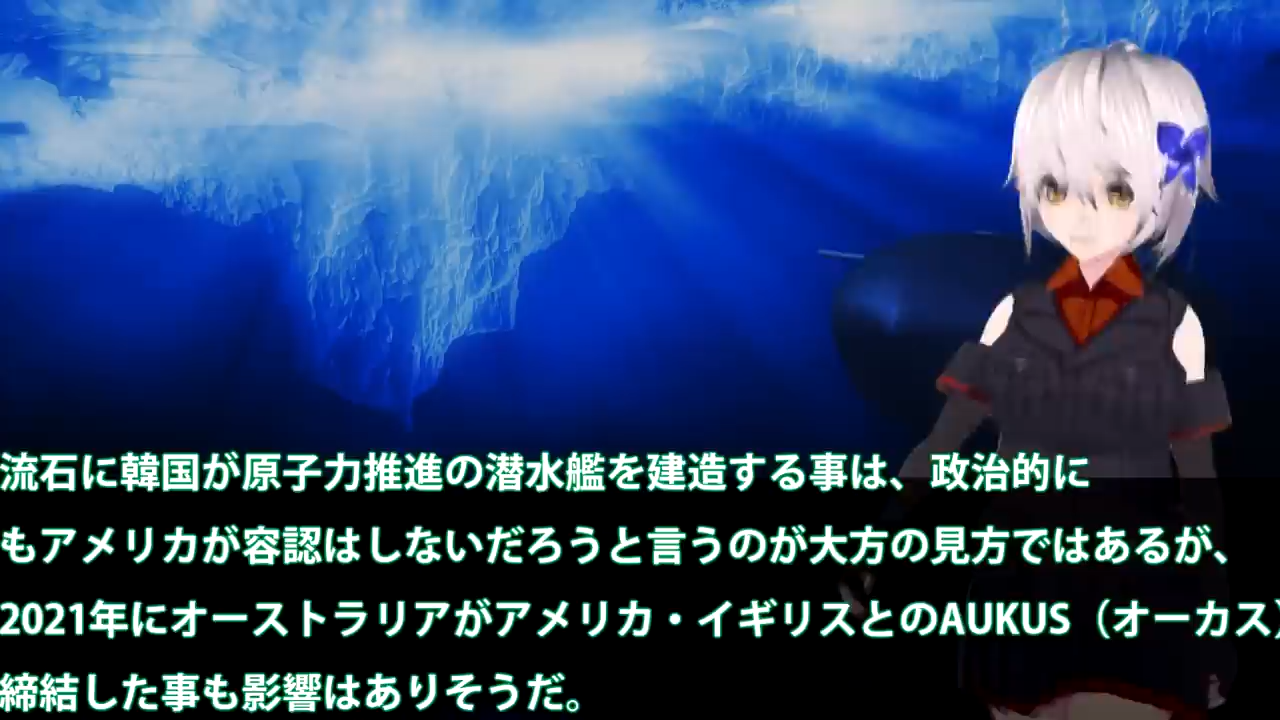 流石に韓国が原子力推進の潜水艦を建造する事は、政治的に
もアメリカが容認はしないだろうと言うのが大方の見方ではあるが、
2021年にオーストラリアがアメリカ・イギリスとのAUKUS（オーカス）
締結した事も影響はありそうだ。